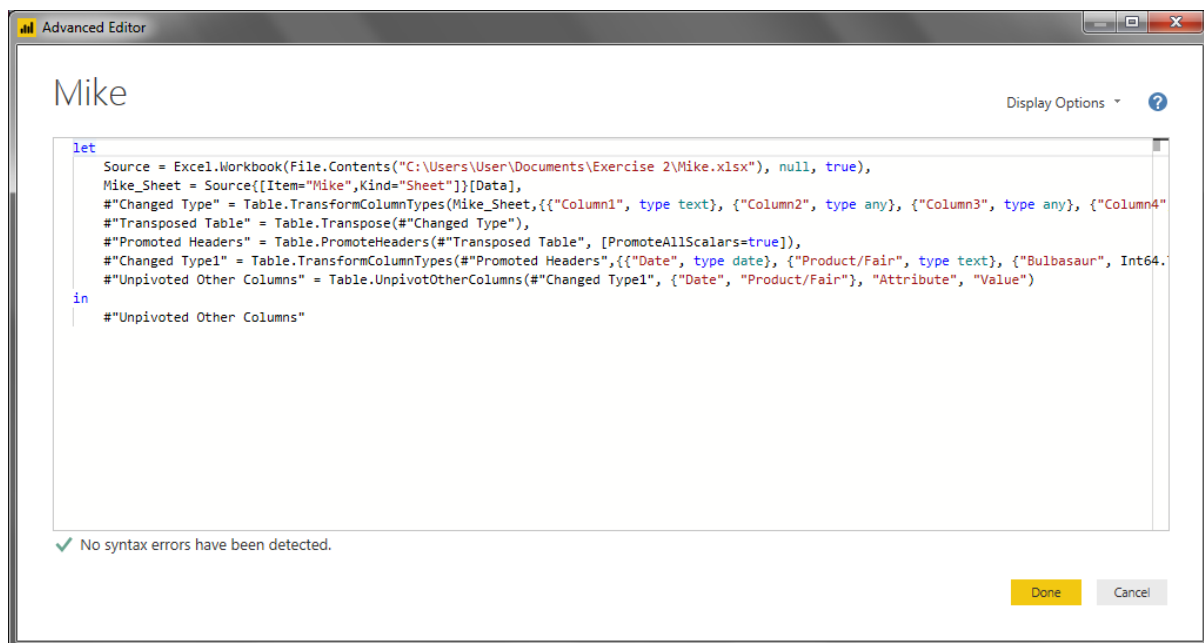 Advanced Editor
Mike
Display Options
?
let
Source = Excel.Workbook(File.Contents("C:\Users\User\Documents\Exercise 2\Mike.xlsx"), null, true),
Mike_Sheet = Source{[Item="Mike",Kind="Sheet"]}[Data],
#"Changed Type" = Table.TransformColumnTypes(Mike_Sheet,{{"Column1", type text}, {"Column2", type any}, {"Column3", type any}, {"Column4"
#"Transposed Table" = Table.Transpose(#"Changed Type"),
#"Promoted Headers" = Table.PromoteHeaders(#"Transposed Table", [PromoteAllScalars=true]),
#"Changed Type1" = Table.TransformColumnTypes(#"Promoted Headers",{{"Date", type date}, {"Product/Fair", type text}, {"Bulbasaur", Int64.
#"Unpivoted Other Columns" = Table.UnpivotOtherColumns(#"Changed Type1", {"Date", "Product/Fair"}, "Attribute", "Value")
in
#"Unpivoted Other Columns"
No syntax errors have been detected.
Done
Cancel